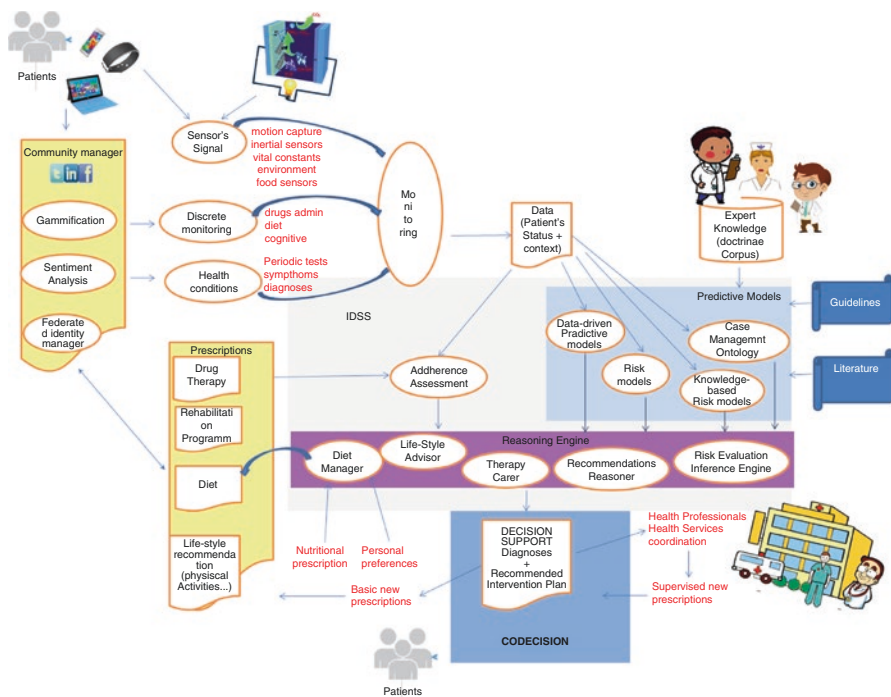 Patients
Sensor's
Signal
motion capture
inertial sensors
vital constants
environment
food sensors
Community manager
t in f
Gammification
Sentiment
Analysis
Federate
d identity
manager
Discrete
monitoring
drugs admin
diet
cognitive
Health
conditions
Periodic tests
sympthoms
diagnoses
Mo
ni
to
ring
Data
(Patient's
Status +
context)
Expert
Knowledge
(doctrinae
Corpus)
IDSS
Predictive Models
Guidelines
Literature
Data-driven
Pradictive
models
Risk
models
Case
Managemnt
Ontology
Knowledge-
based
Risk models
Prescriptions
Drug
Therapy
Rehabilitati
on
Programm
Diet
Life-style
recommenda
tion
(physiscal
Activities...)
Addherence
Assessment
Reasoning Engine
Diet
Manager
Life-Style
Advisor
Therapy
Carer
Recommendations
Reasoner
Risk Evaluation
Inference Engine
Nutritional
prescription
Personal
preferences
Basic new
prescriptions
DECISION
SUPPORT
Diagnoses
+
Recommended
Intervention Plan
CODECISION
Health Professionals
Health Services
coordination
Supervised new
prescriptions
Patients